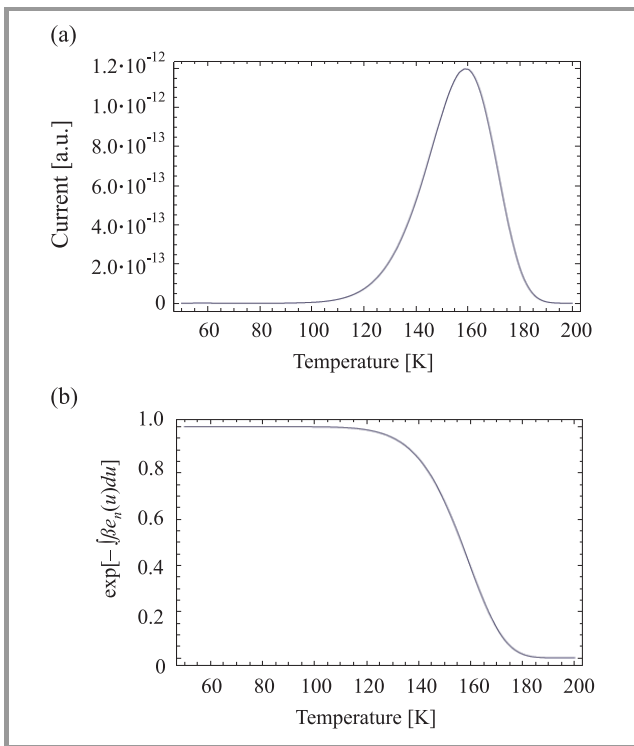 (a)
Current [a.u.]
1.2·10⁻¹²
1.0·10⁻¹²
8.0·10⁻¹³
6.0·10⁻¹³
4.0·10⁻¹³
2.0·10⁻¹³
0
60 80 100 120 140 160 180 200
Temperature [K]
(b)
exp[− ∫βeₙ(u)du]
1.0
0.8
0.6
0.4
0.2
0
60 80 100 120 140 160 180 200
Temperature [K]